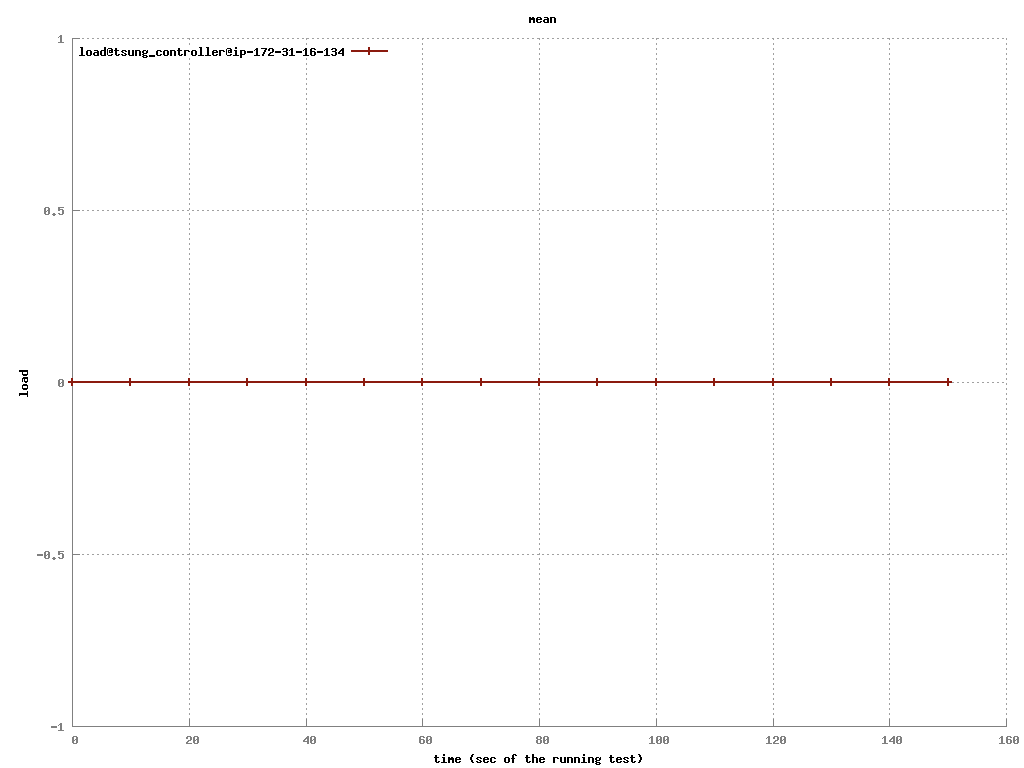 mean
load@tsung_controller@ip-172-31-16-134
1
0.5
0
-0.5
-1
load
0 20 40 60 80 100 120 140 160
time (sec of the running test)